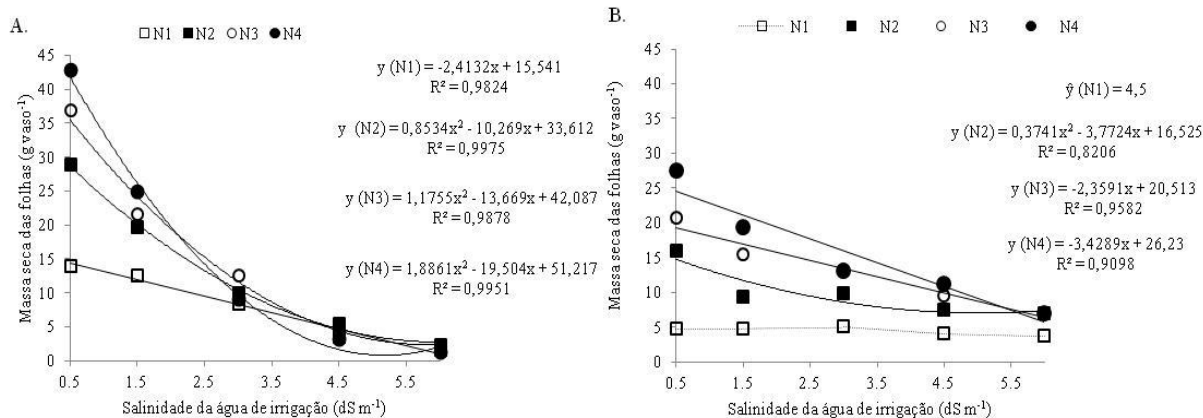 A.
N1 N2 N3 N4
45
40
35
30
25
20
15
10
5
0
Massa seca das folhas (g vaso-1)
y (N1) = -2,4132x + 15,541
R² = 0,9824
y (N2) = 0,8534x² - 10,269x + 33,612
R² = 0,9975
y (N3) = 1,1755x² - 13,669x + 42,087
R² = 0,9878
y (N4) = 1,8861x² - 19,504x + 51,217
R² = 0,9951
0.5 1.5 2.5 3.5 4.5 5.5
Salinidade da água de irrigação (dS m-1)
B.
N1 N2 N3 N4
45
40
35
30
25
20
15
10
5
0
Massa seca das folhas (g vaso-1)
ŷ (N1) = 4,5
y (N2) = 0,3741x² - 3,7724x + 16,525
R² = 0,8206
y (N3) = -2,3591x + 20,513
R² = 0,9582
y (N4) = -3,4289x + 26,23
R² = 0,9098
0.5 1.5 2.5 3.5 4.5 5.5
Salinidade da água de irrigação (dS m-1)